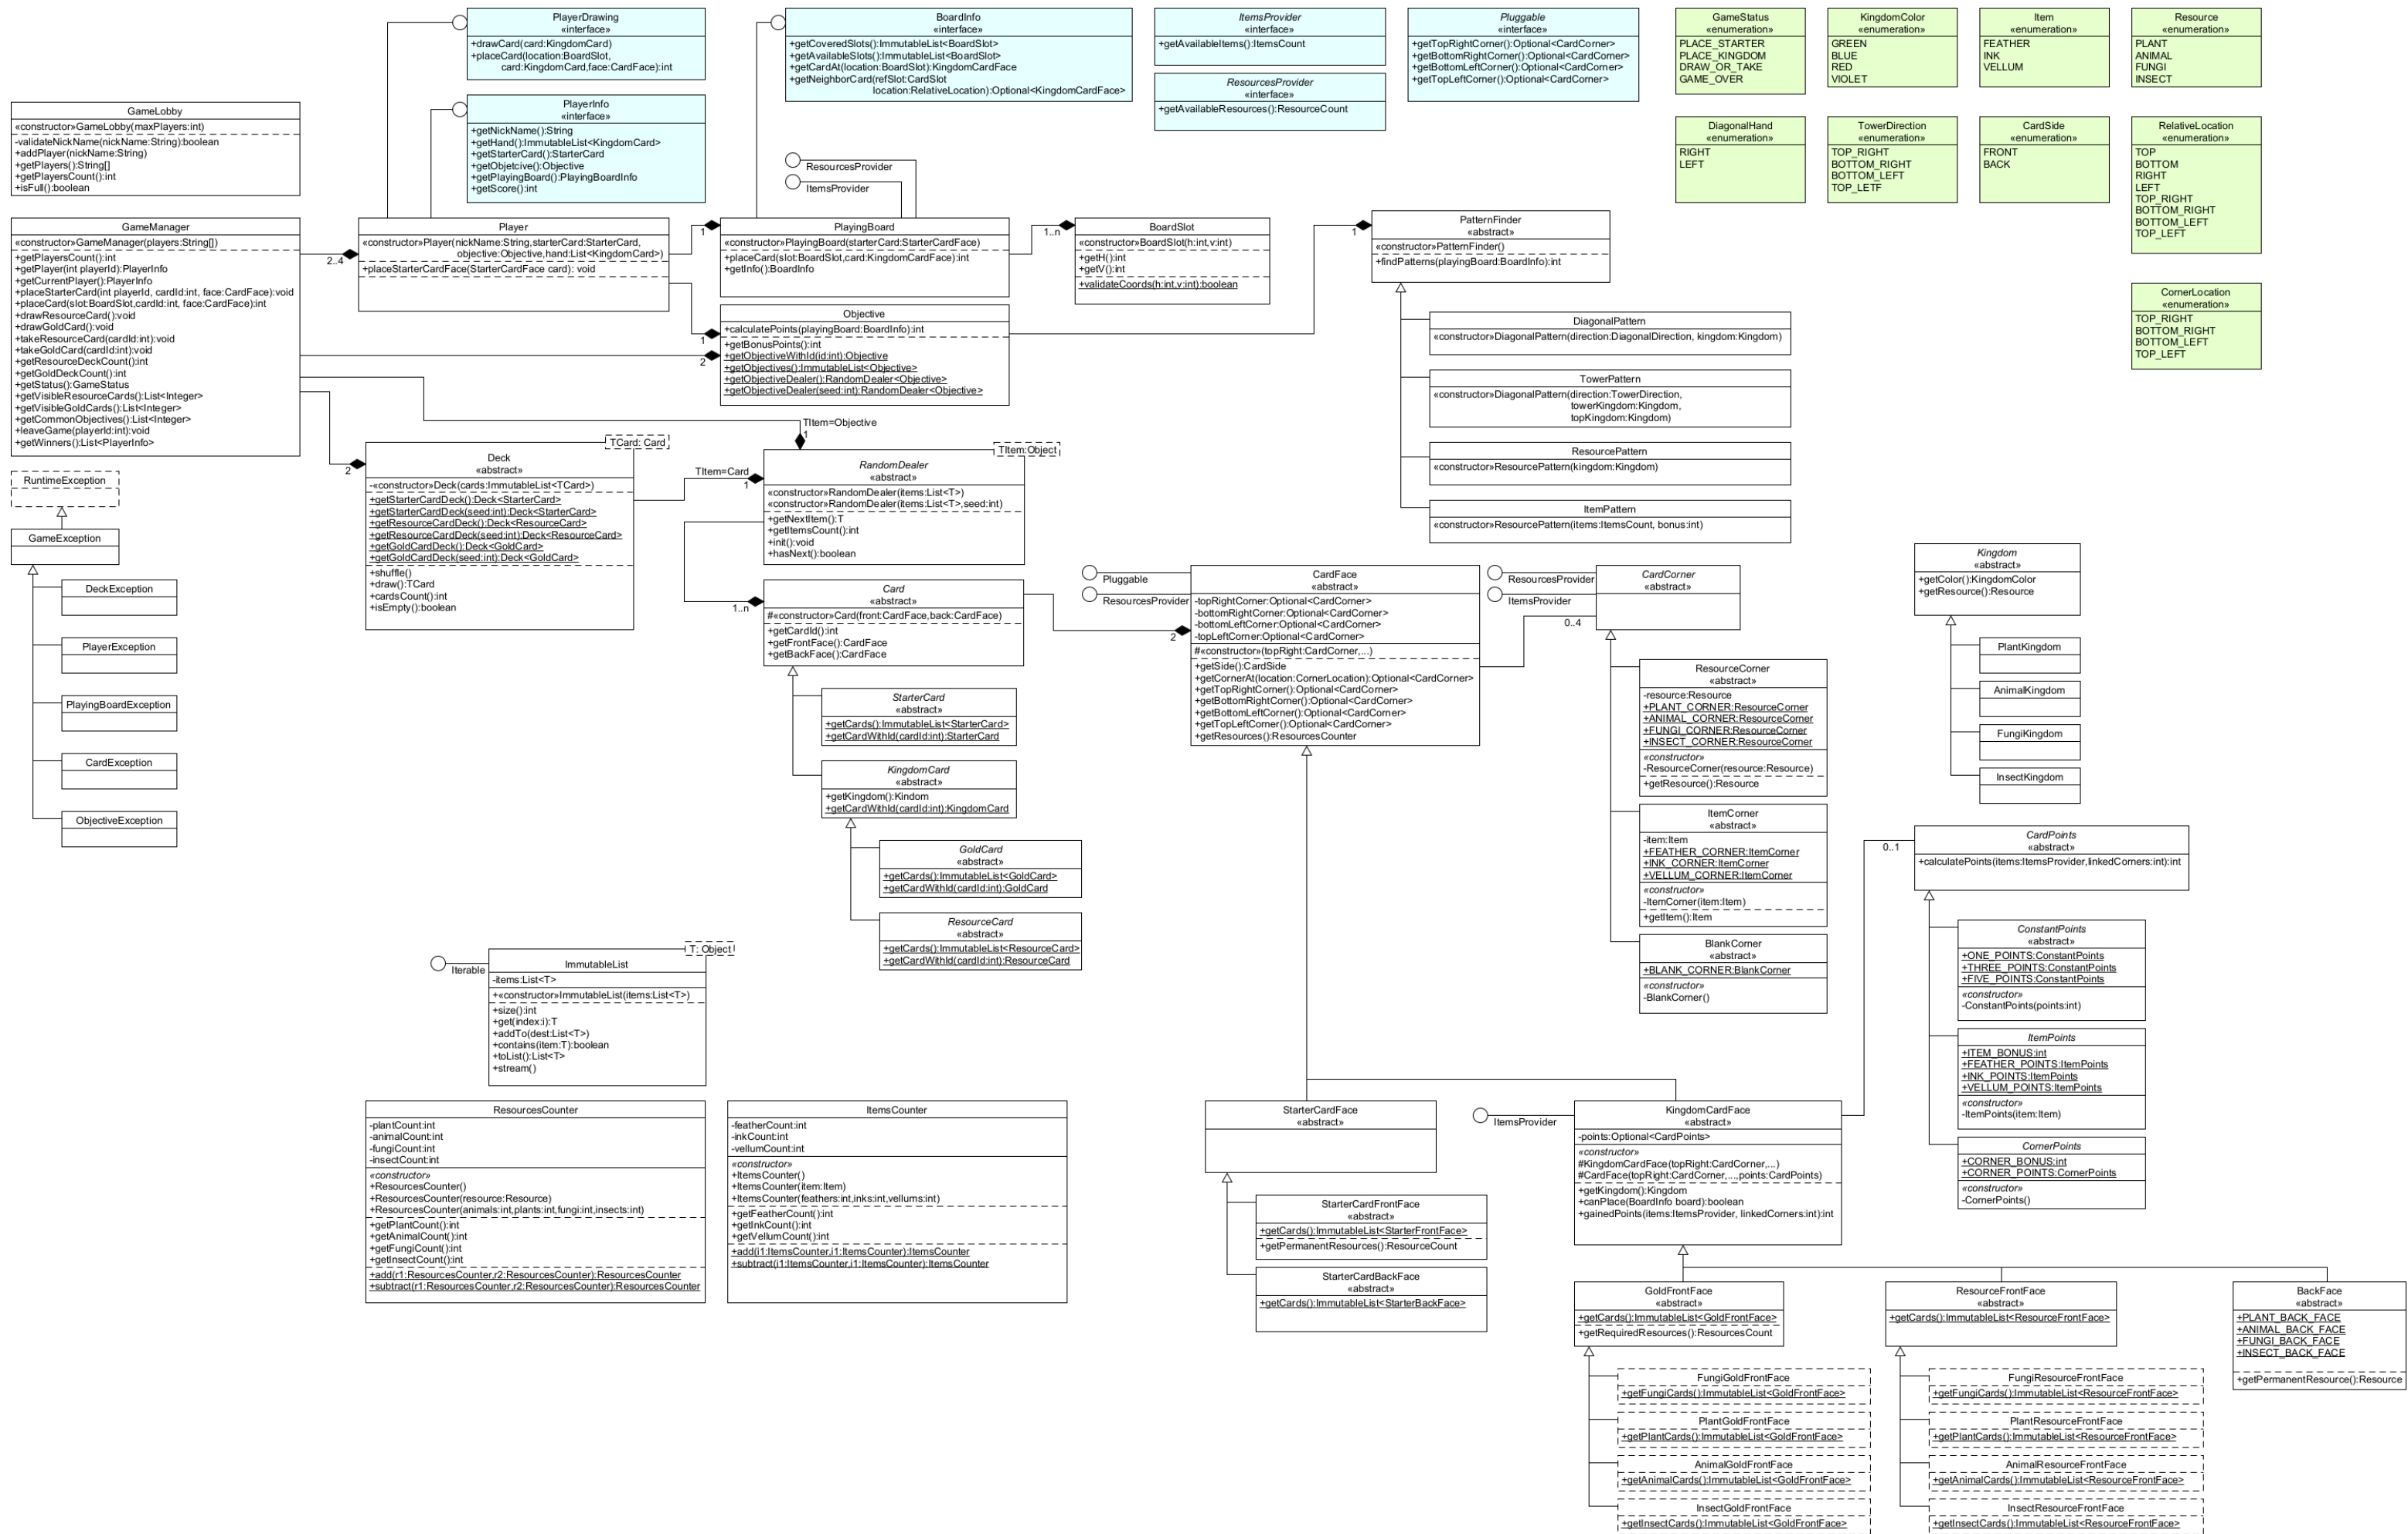 PlayerDrawing
«interface»
+drawCard(card:KingdomCard)
+placeCard(location:BoardSlot,
card:KingdomCard,face:CardFace):int
BoardInfo
«interface»
+getCoveredSlots():ImmutableList<BoardSlot>
+getAvailableSlots():ImmutableList<BoardSlot>
+getCardAt(location:BoardSlot):KingdomCardFace
+getNeighborCard(refSlot:CardSlot
location:RelativeLocation):Optional<KingdomCardFace>
ItemsProvider
«interface»
+getAvailableItems():ItemsCount
Pluggable
«interface»
+getTopRightCorner():Optional<CardCorner>
+getBottomRightCorner():Optional<CardCorner>
+getBottomLeftCorner():Optional<CardCorner>
+getTopLeftCorner():Optional<CardCorner>
GameStatus
«enumeration»
PLACE_STARTER
PLACE_KINGDOM
DRAW_OR_TAKE
GAME_OVER
KingdomColor
«enumeration»
GREEN
BLUE
RED
VIOLET
Item
«enumeration»
FEATHER
INK
VELLUM
Resource
«enumeration»
PLANT
ANIMAL
FUNGI
INSECT
ResourcesProvider
«interface»
+getAvailableResources():ResourceCount
PlayerInfo
«interface»
+getNickName():String
+getHand():ImmutableList<KingdomCard>
+getStarterCard():StarterCard
+getObjetcive():Objective
+getPlayingBoard():PlayingBoardInfo
+getScore():int
GameLobby
«constructor»GameLobby(maxPlayers:int)
-validateNickName(nickName:String):boolean
+addPlayer(nickName:String)
+getPlayers():String[]
+getPlayersCount():int
+isFull():boolean
ResourcesProvider
ItemsProvider
DiagonalHand
«enumeration»
RIGHT
LEFT
TowerDirection
«enumeration»
TOP_RIGHT
BOTTOM_RIGHT
BOTTOM_LEFT
TOP_LETF
CardSide
«enumeration»
FRONT
BACK
RelativeLocation
«enumeration»
TOP
BOTTOM
RIGHT
LEFT
TOP_RIGHT
BOTTOM_RIGHT
BOTTOM_LEFT
TOP_LEFT
GameManager
«constructor»GameManager(players:String[])
+getPlayersCount():int
+getPlayer(int playerId):PlayerInfo
+getCurrentPlayer():PlayerInfo
+placeStarterCard(int playerId, cardId:int, face:CardFace):void
+placeCard(slot:BoardSlot,cardId:int, face:CardFace):int
+drawResourceCard():void
+drawGoldCard():void
+takeResourceCard(cardId:int):void
+takeGoldCard(cardId:int):void
+getResourceDeckCount():int
+getGoldDeckCount():int
+getStatus():GameStatus
+getVisibleResourceCards():List<Integer>
+getVisibleGoldCards():List<Integer>
+getCommonObjectives():List<Integer>
+leaveGame(playerId:int):void
+getWinners():List<PlayerInfo>
2..4
Player
«constructor»Player(nickName:String,starterCard:StarterCard,
objective:Objective,hand:List<KingdomCard>)
+placeStarterCardFace(StarterCardFace card): void
1
PlayingBoard
«constructor»PlayingBoard(starterCard:StarterCardFace)
+placeCard(slot:BoardSlot,card:KingdomCardFace):int
+getInfo():BoardInfo
1..n
BoardSlot
«constructor»BoardSlot(h:int,v:int)
+getH():int
+getV():int
+validateCoords(h:int,v:int):boolean
1
PatternFinder
«abstract»
«constructor»PatternFinder()
+findPatterns(playingBoard:BoardInfo):int
CornerLocation
«enumeration»
TOP_RIGHT
BOTTOM_RIGHT
BOTTOM_LEFT
TOP_LEFT
Objective
+calculatePoints(playingBoard:BoardInfo):int
+getBonusPoints():int
+getObjectiveWithId(id:int):Objective
+getObjectives():ImmutableList<Objective>
+getObjectiveDealer():RandomDealer<Objective>
+getObjectiveDealer(seed:int):RandomDealer<Objective>
1
2
DiagonalPattern
«constructor»DiagonalPattern(direction:DiagonalDirection, kingdom:Kingdom)
TowerPattern
«constructor»DiagonalPattern(direction:TowerDirection,
towerKingdom:Kingdom,
topKingdom:Kingdom)
ResourcePattern
«constructor»ResourcePattern(kingdom:Kingdom)
ItemPattern
«constructor»ResourcePattern(items:ItemsCount, bonus:int)
TItem=Objective
1
2
TCard: Card
Deck
«abstract»
-«constructor»Deck(cards:ImmutableList<TCard>)
+getStarterCardDeck():Deck<StarterCard>
+getStarterCardDeck(seed:int):Deck<StarterCard>
+getResourceCardDeck():Deck<ResourceCard>
+getResourceCardDeck(seed:int):Deck<ResourceCard>
+getGoldCardDeck():Deck<GoldCard>
+getGoldCardDeck(seed:int):Deck<GoldCard>
+shuffle()
+draw():TCard
+cardsCount():int
+isEmpty():boolean
TItem=Card
1
TItem:Object
RandomDealer
«abstract»
«constructor»RandomDealer(items:List<T>)
«constructor»RandomDealer(items:List<T>,seed:int)
+getNextItem():T
+getItemsCount():int
+init():void
+hasNext():boolean
RuntimeException
GameException
DeckException
PlayerException
PlayingBoardException
CardException
ObjectiveException
1..n
Card
«abstract»
#«constructor»Card(front:CardFace,back:CardFace)
+getCardId():int
+getFrontFace():CardFace
+getBackFace():CardFace
StarterCard
«abstract»
+getCards():ImmutableList<StarterCard>
+getCardWithId(cardId:int):StarterCard
KingdomCard
«abstract»
+getKingdom():Kindom
+getCardWithId(cardId:int):KingdomCard
GoldCard
«abstract»
+getCards():ImmutableList<GoldCard>
+getCardWithId(cardId:int):GoldCard
ResourceCard
«abstract»
+getCards():ImmutableList<ResourceCard>
+getCardWithId(cardId:int):ResourceCard
Pluggable
ResourcesProvider
2
CardFace
«abstract»
-topRightCorner:Optional<CardCorner>
-bottomRightCorner:Optional<CardCorner>
-bottomLeftCorner:Optional<CardCorner>
-topLeftCorner:Optional<CardCorner>
#«constructor»(topRight:CardCorner,...)
+getSide():CardSide
+getCornerAt(location:CornerLocation):Optional<CardCorner>
+getTopRightCorner():Optional<CardCorner>
+getBottomRightCorner():Optional<CardCorner>
+getBottomLeftCorner():Optional<CardCorner>
+getTopLeftCorner():Optional<CardCorner>
+getResources():ResourcesCounter
ResourcesProvider
ItemsProvider
0..4
CardCorner
«abstract»
ResourceCorner
«abstract»
-resource:Resource
+PLANT_CORNER:ResourceCorner
+ANIMAL_CORNER:ResourceCorner
+FUNGI_CORNER:ResourceCorner
+INSECT_CORNER:ResourceCorner
«constructor»
-ResourceCorner(resource:Resource)
+getResource():Resource
ItemCorner
«abstract»
-item:Item
+FEATHER_CORNER:ItemCorner
+INK_CORNER:ItemCorner
+VELLUM_CORNER:ItemCorner
«constructor»
-ItemCorner(item:Item)
+getItem():Item
BlankCorner
«abstract»
+BLANK_CORNER:BlankCorner
«constructor»
-BlankCorner()
Kingdom
«abstract»
+getColor():KingdomColor
+getResource():Resource
PlantKingdom
AnimalKingdom
FungiKingdom
InsectKingdom
0..1
CardPoints
«abstract»
+calculatePoints(items:ItemsProvider,linkedCorners:int):int
ConstantPoints
«abstract»
+ONE_POINTS:ConstantPoints
+THREE_POINTS:ConstantPoints
+FIVE_POINTS:ConstantPoints
«constructor»
-ConstantPoints(points:int)
ItemPoints
+ITEM_BONUS:int
+FEATHER_POINTS:ItemPoints
+INK_POINTS:ItemPoints
+VELLUM_POINTS:ItemPoints
«constructor»
-ItemPoints(item:Item)
CornerPoints
+CORNER_BONUS:int
+CORNER_POINTS:CornerPoints
«constructor»
-CornerPoints()
T: Object
Iterable
ImmutableList
-items:List<T>
+«constructor»ImmutableList(items:List<T>)
+size():int
+get(index:i):T
+addTo(dest:List<T>)
+contains(item:T):boolean
+toList():List<T>
+stream()
ResourcesCounter
-plantCount:int
-animalCount:int
-fungiCount:int
-insectCount:int
«constructor»
+ResourcesCounter()
+ResourcesCounter(resource:Resource)
+ResourcesCounter(animals:int,plants:int,fungi:int,insects:int)
+getPlantCount():int
+getAnimalCount():int
+getFungiCount():int
+getInsectCount():int
+add(r1:ResourcesCounter,r2:ResourcesCounter):ResourcesCounter
+subtract(r1:ResourcesCounter,r2:ResourcesCounter):ResourcesCounter
ItemsCounter
-featherCount:int
-inkCount:int
-vellumCount:int
«constructor»
+ItemsCounter()
+ItemsCounter(item:Item)
+ItemsCounter(feathers:int,inks:int,vellums:int)
+getFeatherCount():int
+getInkCount():int
+getVellumCount():int
+add(i1:ItemsCounter,i1:ItemsCounter):ItemsCounter
+subtract(i1:ItemsCounter,i1:ItemsCounter):ItemsCounter
StarterCardFace
«abstract»
StarterCardFrontFace
«abstract»
+getCards():ImmutableList<StarterFrontFace>
+getPermanentResources():ResourceCount
StarterCardBackFace
«abstract»
+getCards():ImmutableList<StarterBackFace>
ItemsProvider
KingdomCardFace
«abstract»
-points:Optional<CardPoints>
«constructor»
#KingdomCardFace(topRight:CardCorner,...)
#CardFace(topRight:CardCorner,...,points:CardPoints)
+getKingdom():Kingdom
+canPlace(BoardInfo board):boolean
+gainedPoints(items:ItemsProvider, linkedCorners:int):int
GoldFrontFace
«abstract»
+getCards():ImmutableList<GoldFrontFace>
+getRequiredResources():ResourcesCount
ResourceFrontFace
«abstract»
+getCards():ImmutableList<ResourceFrontFace>
BackFace
«abstract»
+PLANT_BACK_FACE
+ANIMAL_BACK_FACE
+FUNGI_BACK_FACE
+INSECT_BACK_FACE
+getPermanentResource():Resource
FungiGoldFrontFace
+getFungiCards():ImmutableList<GoldFrontFace>
PlantGoldFrontFace
+getPlantCards():ImmutableList<GoldFrontFace>
AnimalGoldFrontFace
+getAnimalCards():ImmutableList<GoldFrontFace>
InsectGoldFrontFace
+getInsectCards():ImmutableList<GoldFrontFace>
FungiResourceFrontFace
+getFungiCards():ImmutableList<ResourceFrontFace>
PlantResourceFrontFace
+getPlantCards():ImmutableList<ResourceFrontFace>
AnimalResourceFrontFace
+getAnimalCards():ImmutableList<ResourceFrontFace>
InsectResourceFrontFace
+getInsectCards():ImmutableList<ResourceFrontFace>